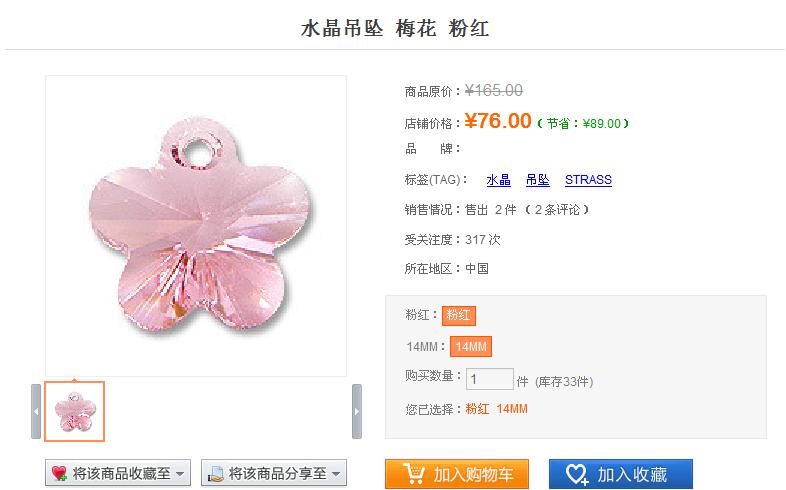 水晶吊坠 梅花 粉红
商品原价：¥165.00
店铺价格：¥76.00 （节省：¥89.00）
品 牌：
标签(TAG)： 水晶 吊坠 STRASS
销售情况：售出 2 件 （ 2 条评论 ）
受关注度：317 次
所在地区：中国
粉红： 粉红
14MM： 14MM
购买数量： 1 件 (库存33件)
您已选择：粉红 14MM
将该商品收藏至
将该商品分享至
加入购物车
加入收藏